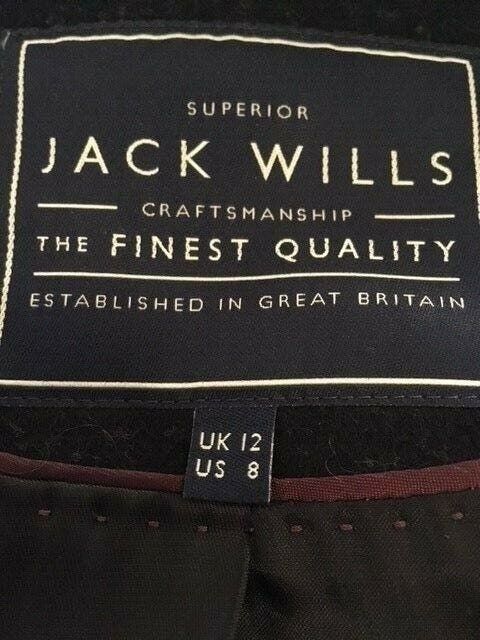 SUPERIOR
JACK WILLS
CRAFTSMANSHIP
THE FINEST QUALITY
ESTABLISHED IN GREAT BRITAIN
UK 12
US 8